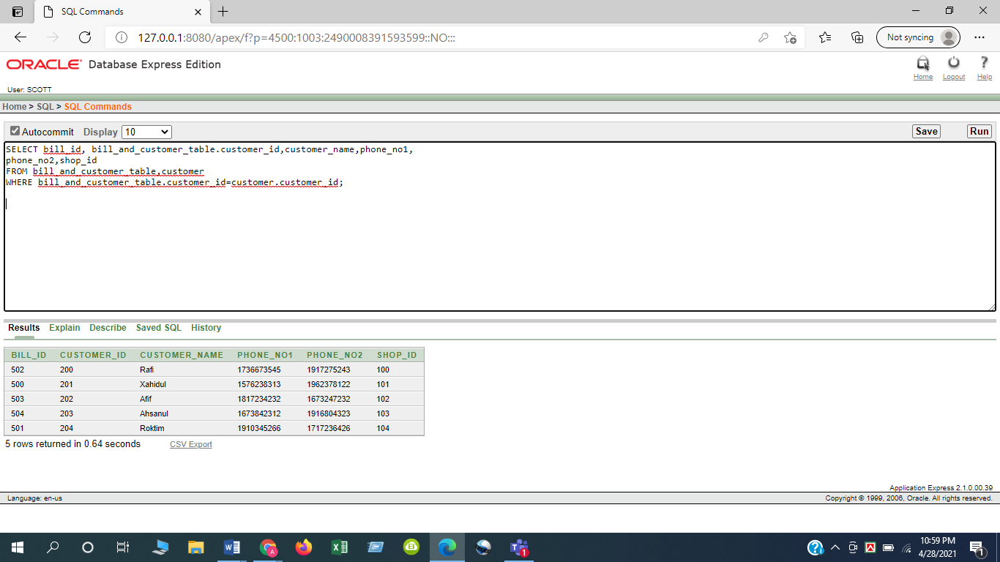 SQL Commands
127.0.0.1:8080/apex/f?p=4500:1003:2490008391593599::NO:::
Not syncing
ORACLE Database Express Edition
Home Logout Help
User: SCOTT
Home > SQL > SQL Commands
Autocommit Display 10 Save Run
SELECT bill_id, bill_and_customer_table.customer_id,customer_name,phone_no1,
phone_no2,shop_id
FROM bill_and_customer_table,customer
WHERE bill_and_customer_table.customer_id=customer.customer_id;
Results Explain Describe Saved SQL History
BILL_ID CUSTOMER_ID CUSTOMER_NAME PHONE_NO1 PHONE_NO2 SHOP_ID
502 200 Rafi 1736673545 1917275243 100
500 201 Xahidul 1576238313 1962378122 101
503 202 Afif 1817234232 1673247232 102
504 203 Ahsanul 1673842312 1916804323 103
501 204 Roktim 1910345266 1717236426 104
5 rows returned in 0.64 seconds CSV Export
Application Express 2.1.0.00.39
Language: en-us Copyright © 1999, 2006, Oracle. All rights reserved.
10:59 PM
4/28/2021